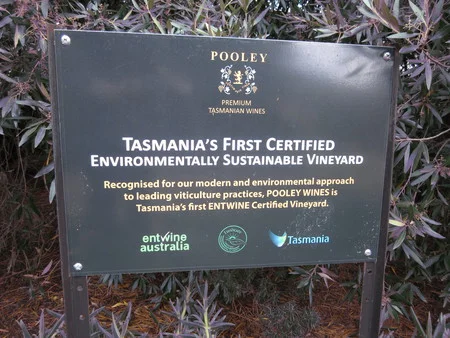 POOLEY
PREMIUM
TASMANIAN WINES
TASMANIA'S FIRST CERTIFIED
ENVIRONMENTALLY SUSTAINABLE VINEYARD
Recognised for our modern and environmental approach
to leading viticulture practices, POOLEY WINES is
Tasmania's first ENTWINE Certified Vineyard.
entwine
australia
Tasmania